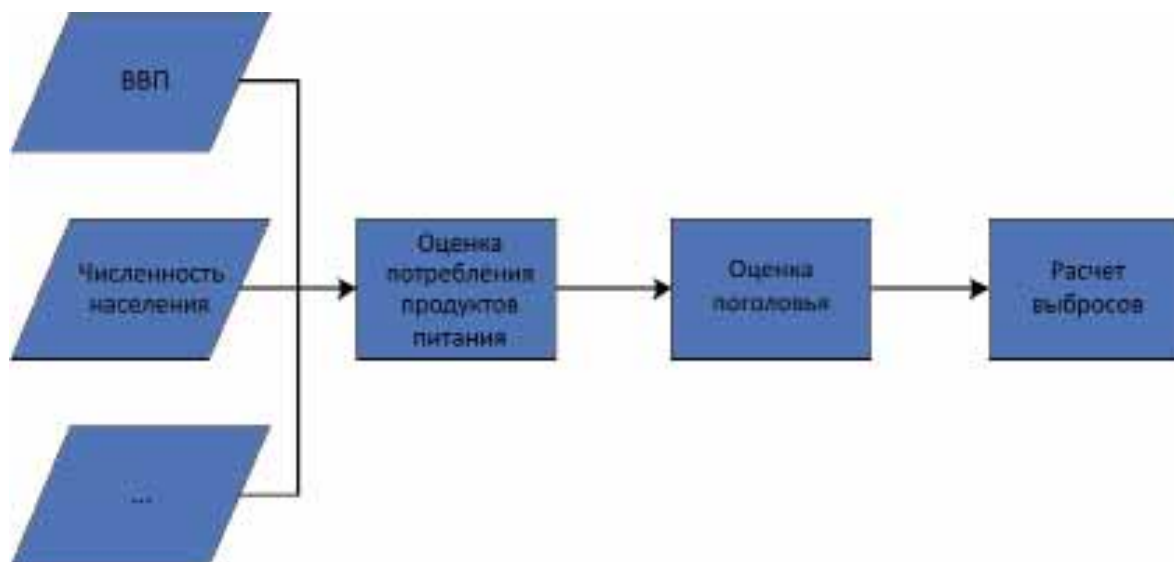 ВВП
Численность
населения
...
Оценка
потребления
продуктов
питания
Оценка
поголовья
Расчет
выбросов